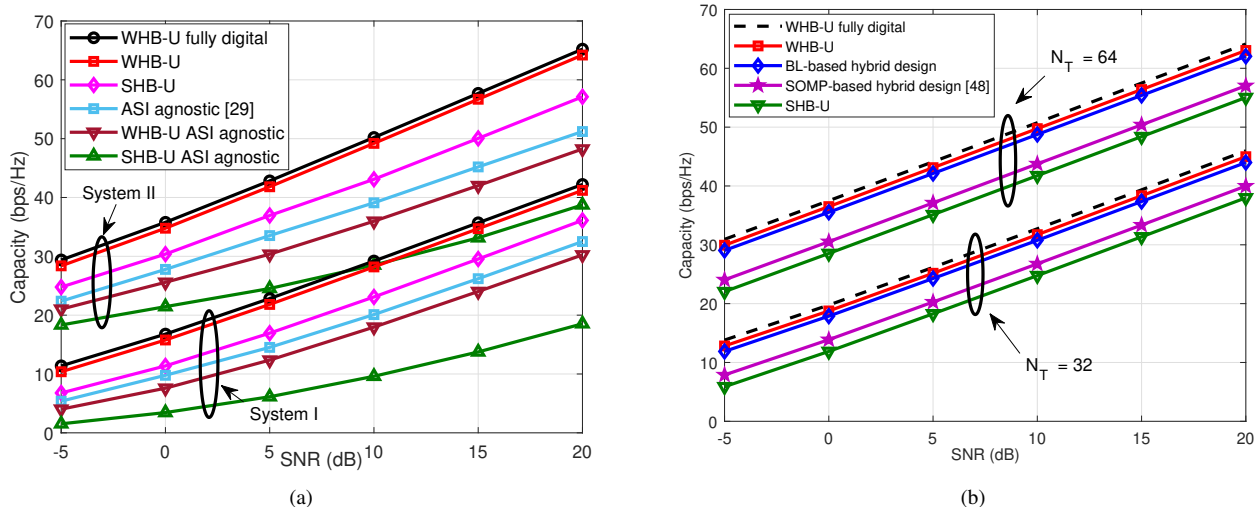 70
60
50
40
30
20
10
0
Capacity (bps/Hz)
WHB-U fully digital
WHB-U
SHB-U
ASI agnostic [29]
WHB-U ASI agnostic
SHB-U ASI agnostic
System II
System I
-5
0
5
10
15
20
SNR (dB)
(a)
70
60
50
40
30
20
10
0
Capacity (bps/Hz)
WHB-U fully digital
WHB-U
BL-based hybrid design
SOMP-based hybrid design [48]
SHB-U
N_T = 64
N_T = 32
-5
0
5
10
15
20
SNR (dB)
(b)